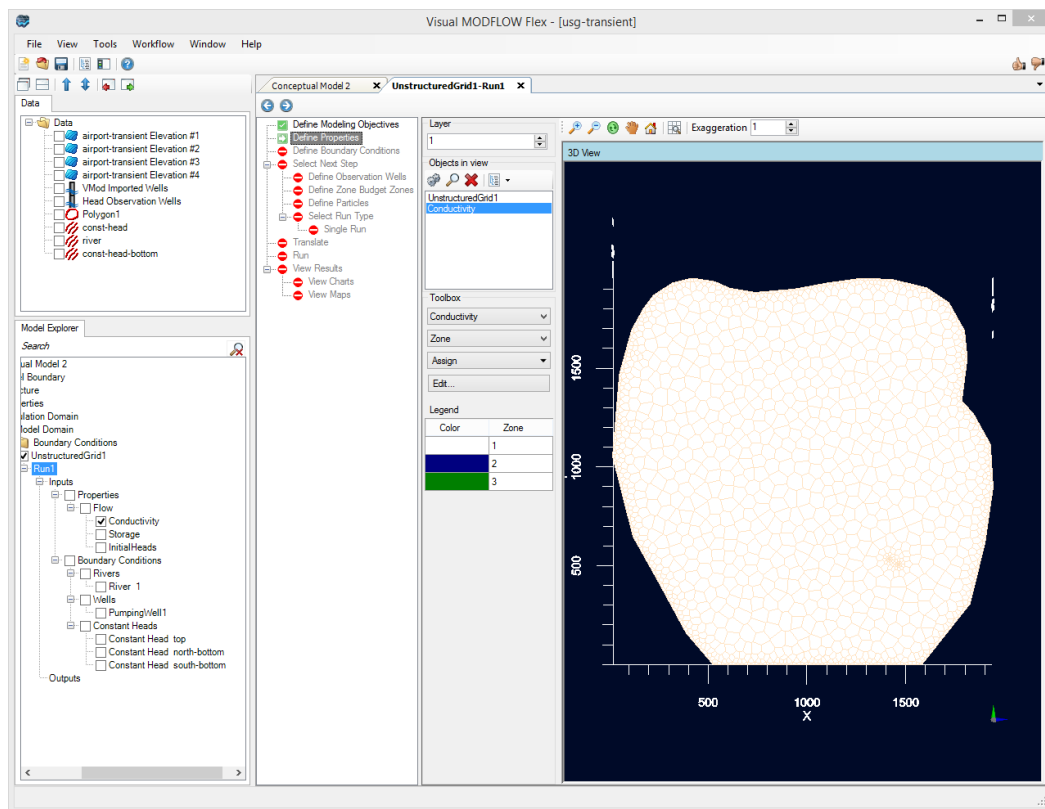 Visual MODFLOW Flex - [usg-transient]
File View Tools Workflow Window Help
Data
Data
airport-transient Elevation #1
airport-transient Elevation #2
airport-transient Elevation #3
airport-transient Elevation #4
VMod Imported Wells
Head Observation Wells
Polygon1
const-head
river
const-head-bottom
Model Explorer
Search
ual Model 2
l Boundary
cture
erties
ulation Domain
Model Domain
Boundary Conditions
UnstructuredGrid1
Run1
Inputs
Properties
Flow
Conductivity
Storage
InitialHeads
Boundary Conditions
Rivers
River 1
Wells
PumpingWell1
Constant Heads
Constant Head top
Constant Head north-bottom
Constant Head south-bottom
Outputs
Conceptual Model 2
UnstructuredGrid1-Run1
Define Modeling Objectives
Define Properties
Define Boundary Conditions
Select Next Step
Define Observation Wells
Define Zone Budget Zones
Define Particles
Select Run Type
Single Run
Translate
Run
View Results
View Charts
View Maps
Layer
1
Objects in view
UnstructuredGrid1
Conductivity
Toolbox
Conductivity
Zone
Assign
Edit...
Legend
Color Zone
1
2
3
Exaggeration 1
3D View
1500
1000
500
500 1000 1500
X